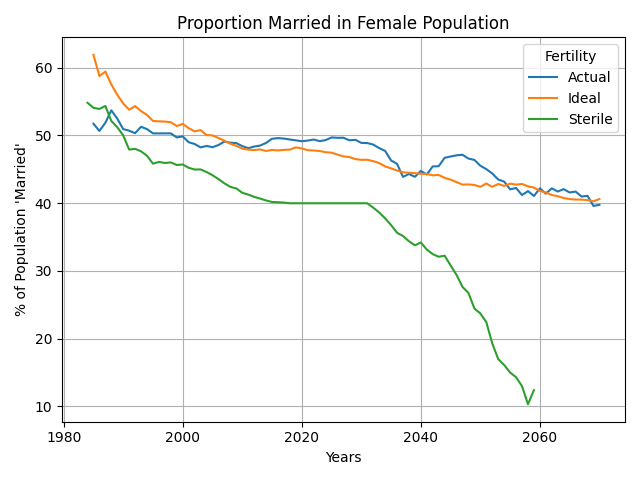 Proportion Married in Female Population
% of Population 'Married'
60
50
40
30
20
10
Fertility
Actual
Ideal
Sterile
1980
2000
2020
2040
2060
Years